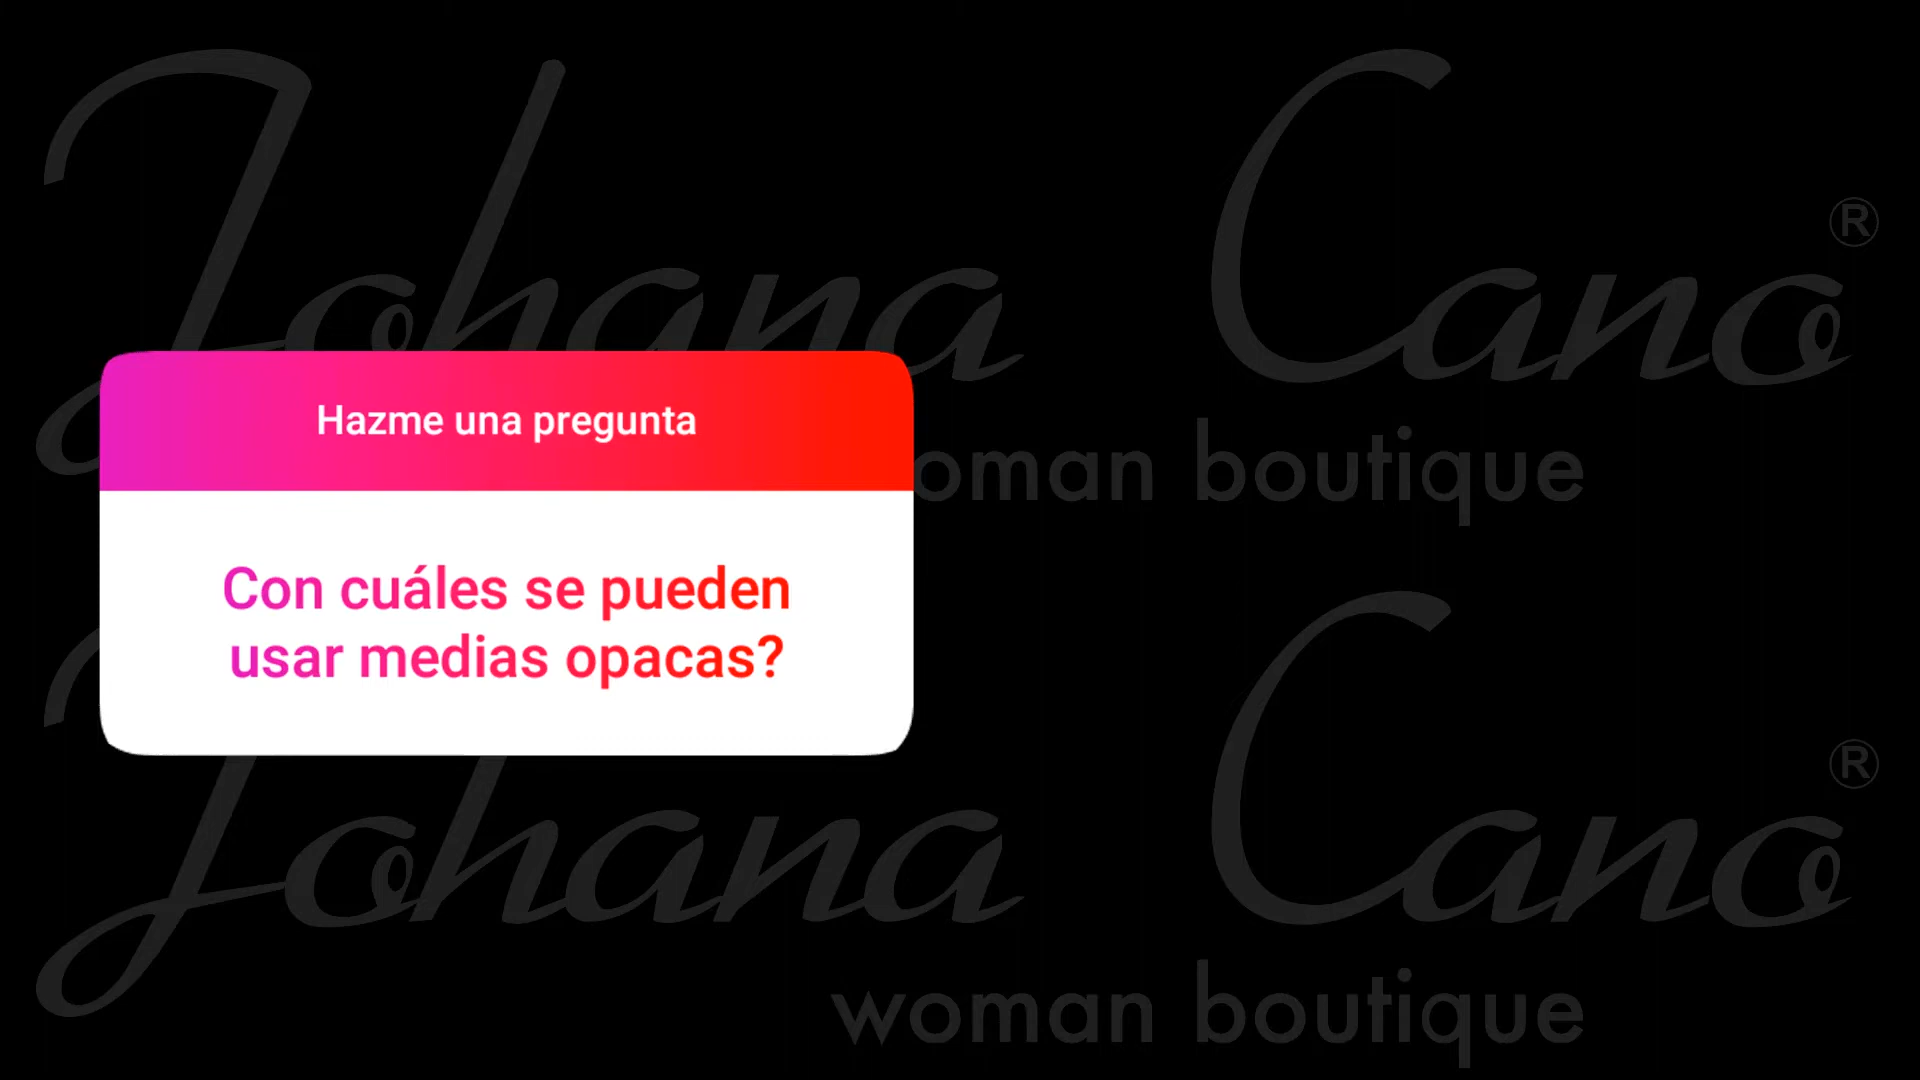 Johana Cano ®
Hazme una pregunta
woman boutique
Con cuáles se pueden
usar medias opacas?
Johana Cano ®
woman boutique